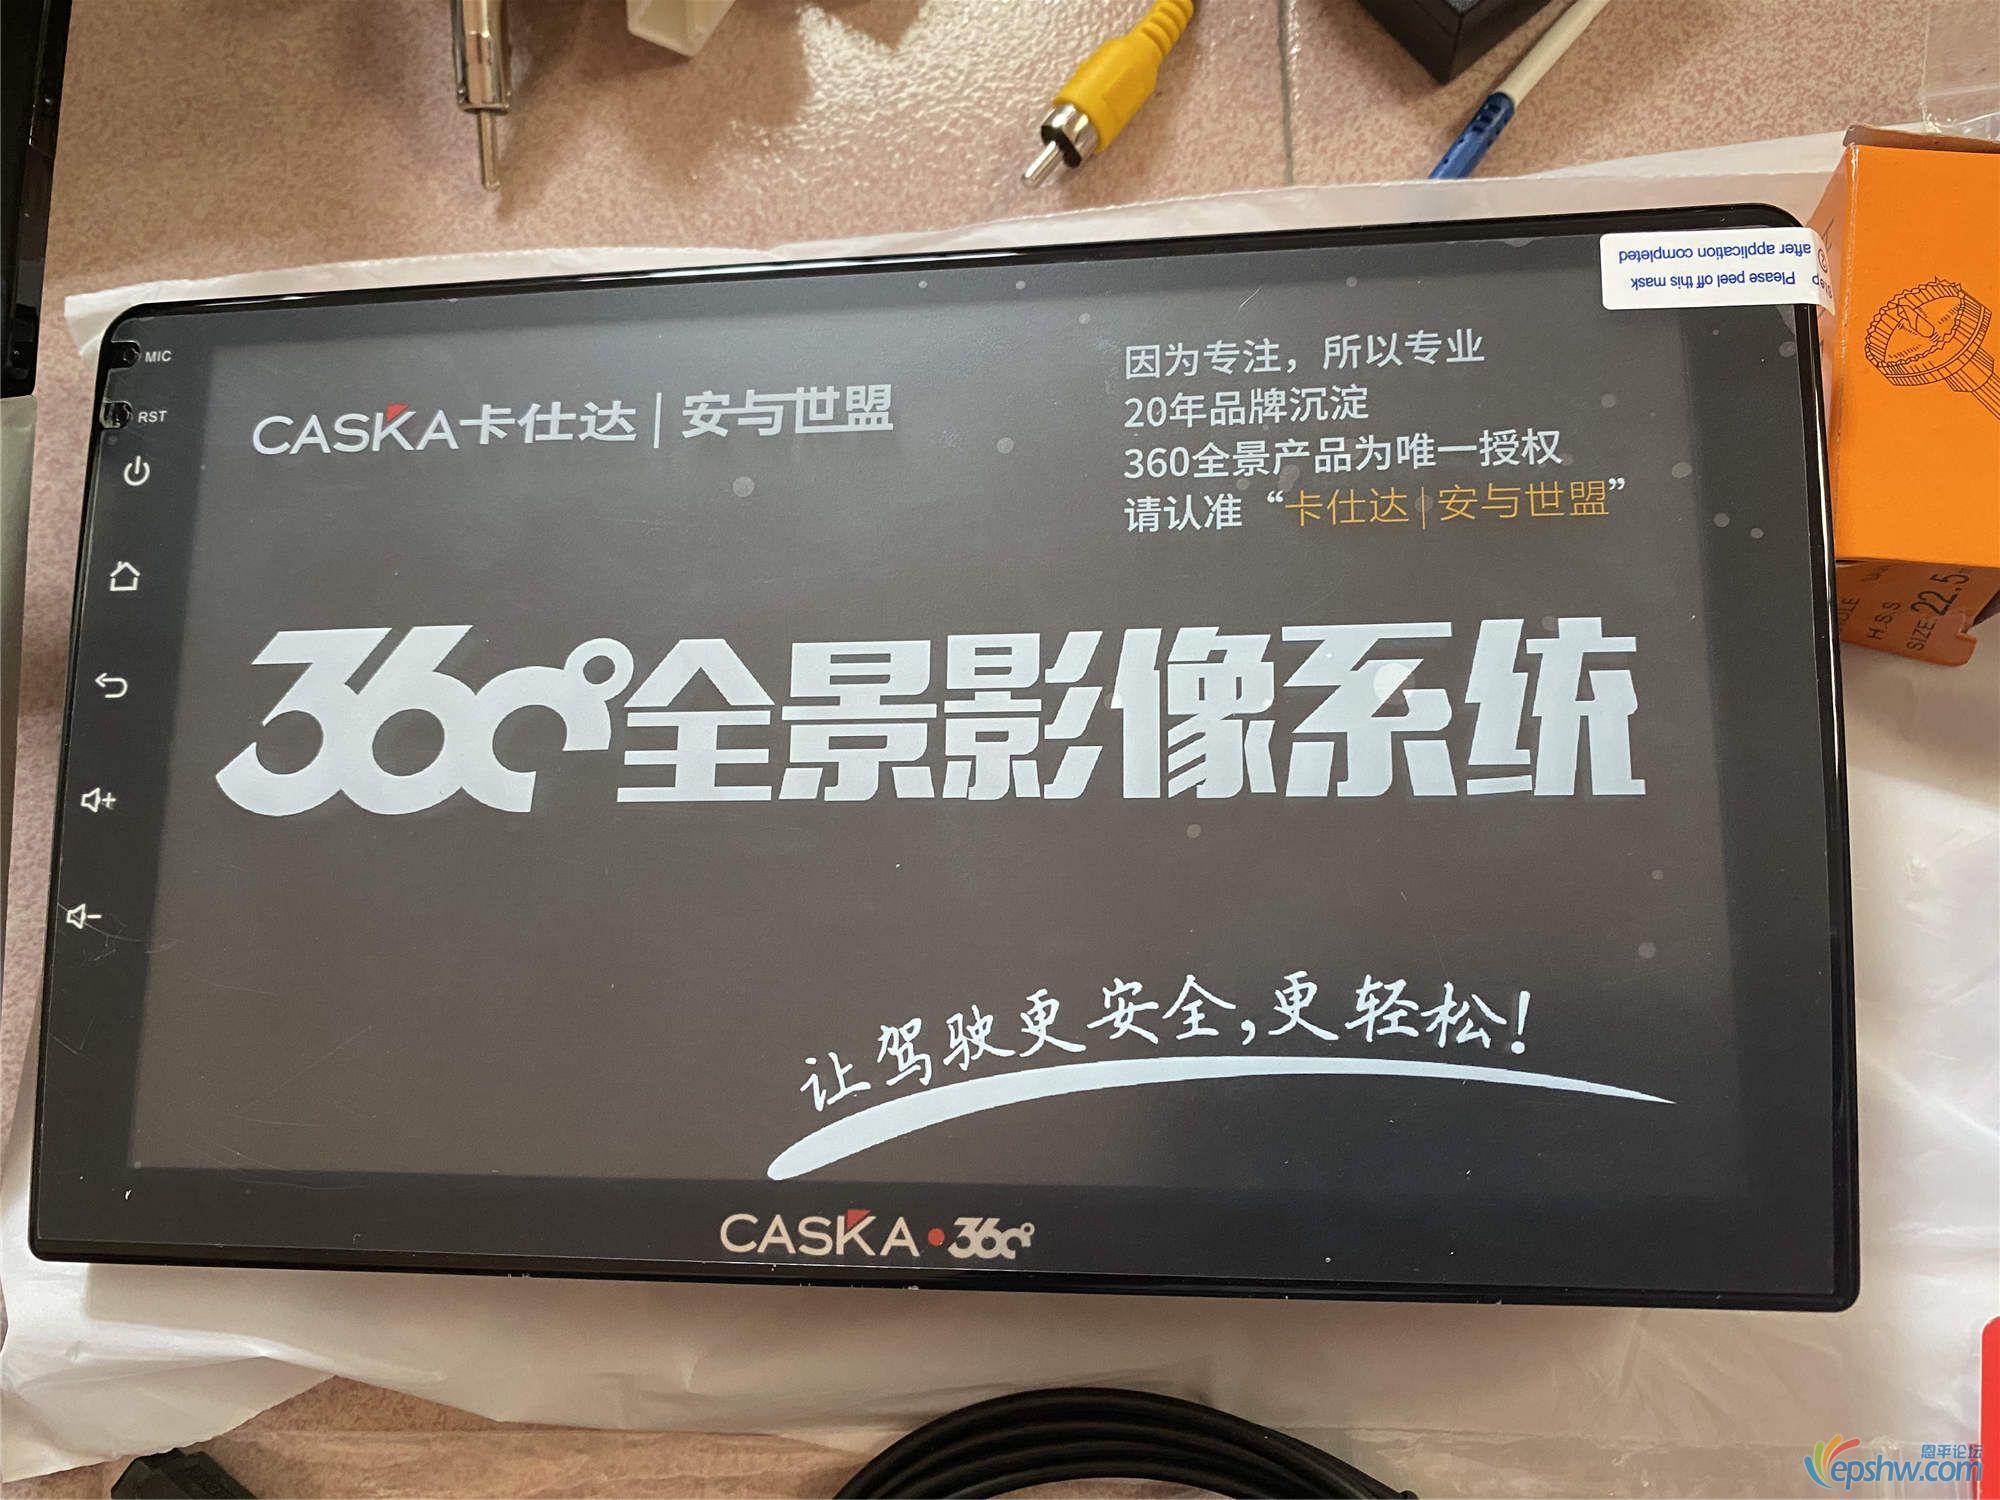 Please peel off this mask
after application completed
MIC
RST
CASKA卡仕达|安与世盟
因为专注，所以专业
20年品牌沉淀
360全景产品为唯一授权
请认准“卡仕达|安与世盟”
360°全景影像系统
让驾驶更安全,更轻松!
CASKA·360°
H.S.S
SIZE:22.5
恩平论坛
epshw.com